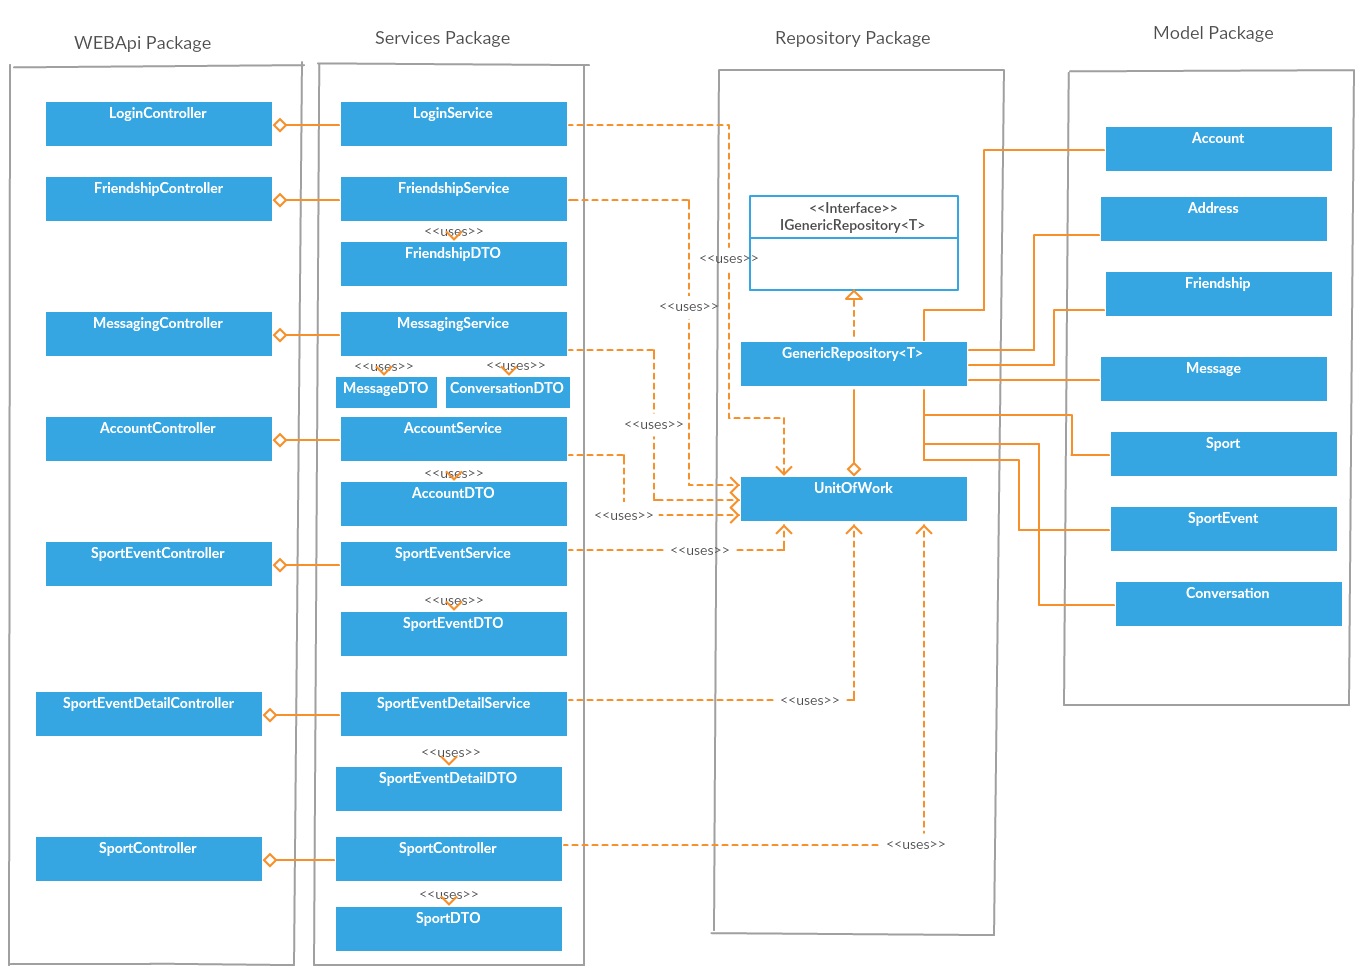 WEBApi Package
Services Package
Repository Package
Model Package
LoginController
FriendshipController
MessagingController
AccountController
SportEventController
SportEventDetailController
SportController
LoginService
FriendshipService
<<uses>>
FriendshipDTO
MessagingService
<<uses>>
<<uses>>
MessageDTO
ConversationDTO
AccountService
<<uses>>
AccountDTO
SportEventService
<<uses>>
SportEventDTO
SportEventDetailService
<<uses>>
SportEventDetailDTO
SportController
<<uses>>
SportDTO
<<uses>>
<<uses>>
<<uses>>
<<uses>>
<<uses>>
<<uses>>
<<uses>>
<<Interface>>
IGenericRepository<T>
GenericRepository<T>
UnitOfWork
Account
Address
Friendship
Message
Sport
SportEvent
Conversation